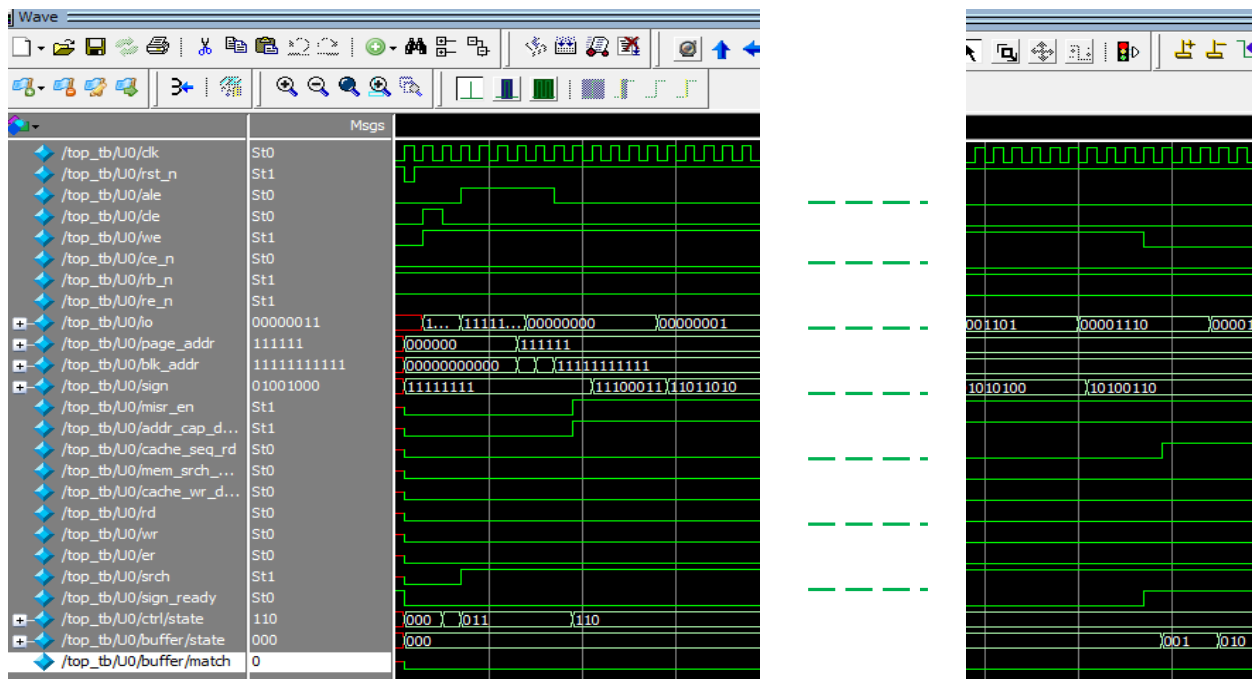 Wave
Msgs
/top_tb/U0/clk St0
/top_tb/U0/rst_n St1
/top_tb/U0/ale St0
/top_tb/U0/cle St0
/top_tb/U0/we St1
/top_tb/U0/ce_n St0
/top_tb/U0/rb_n St1
/top_tb/U0/re_n St1
/top_tb/U0/io 00000011 1... 11111... 00000000 00000001 001101 00001110 00001
/top_tb/U0/page_addr 111111 000000 111111
/top_tb/U0/blk_addr 11111111111 00000000000 11111111111
/top_tb/U0/sign 01001000 11111111 11100011 11011010 1010100 10100110
/top_tb/U0/misr_en St1
/top_tb/U0/addr_cap_d... St1
/top_tb/U0/cache_seq_rd St0
/top_tb/U0/mem_srch_... St0
/top_tb/U0/cache_wr_d... St0
/top_tb/U0/rd St0
/top_tb/U0/wr St0
/top_tb/U0/er St0
/top_tb/U0/srch St1
/top_tb/U0/sign_ready St0
/top_tb/U0/ctrl/state 110 000 011 110
/top_tb/U0/buffer/state 000 000 001 010
/top_tb/U0/buffer/match 0